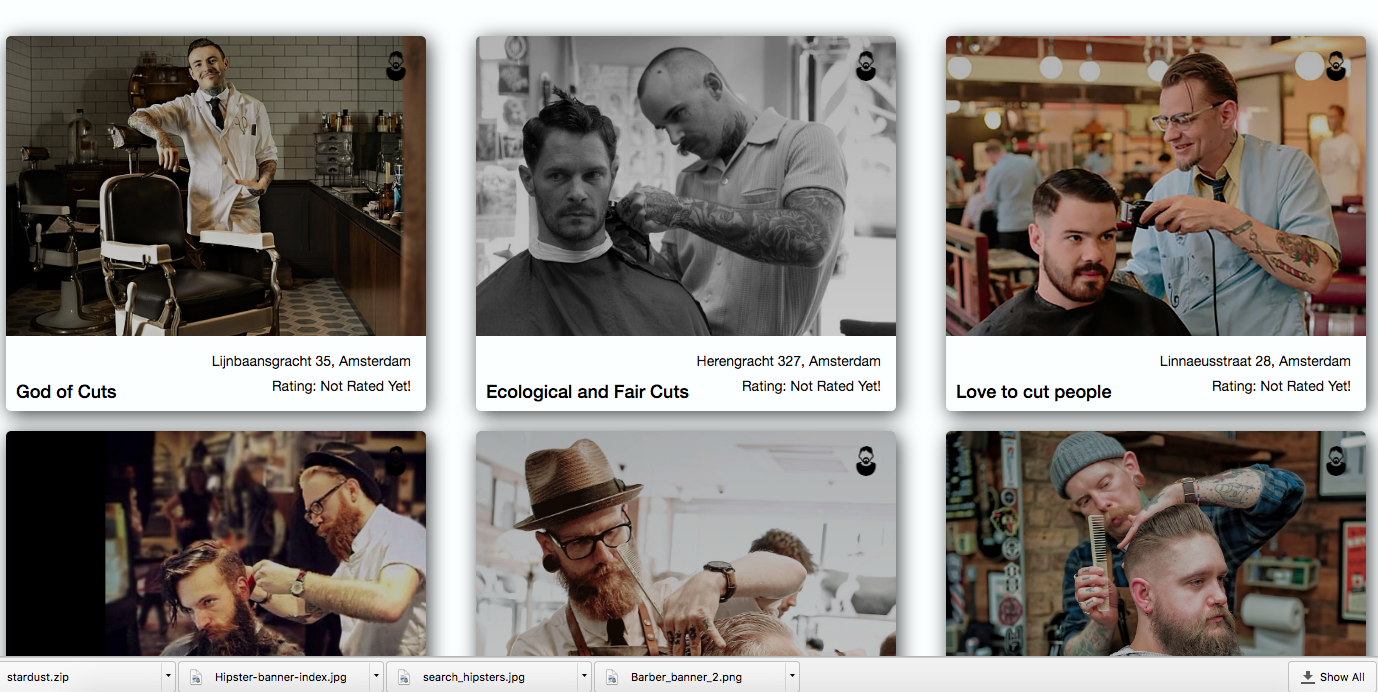 Lijnbaansgracht 35, Amsterdam
God of Cuts
Rating: Not Rated Yet!
Herengracht 327, Amsterdam
Ecological and Fair Cuts
Rating: Not Rated Yet!
Linnaeusstraat 28, Amsterdam
Love to cut people
Rating: Not Rated Yet!
stardust.zip
Hipster-banner-index.jpg
search_hipsters.jpg
Barber_banner_2.png
Show All